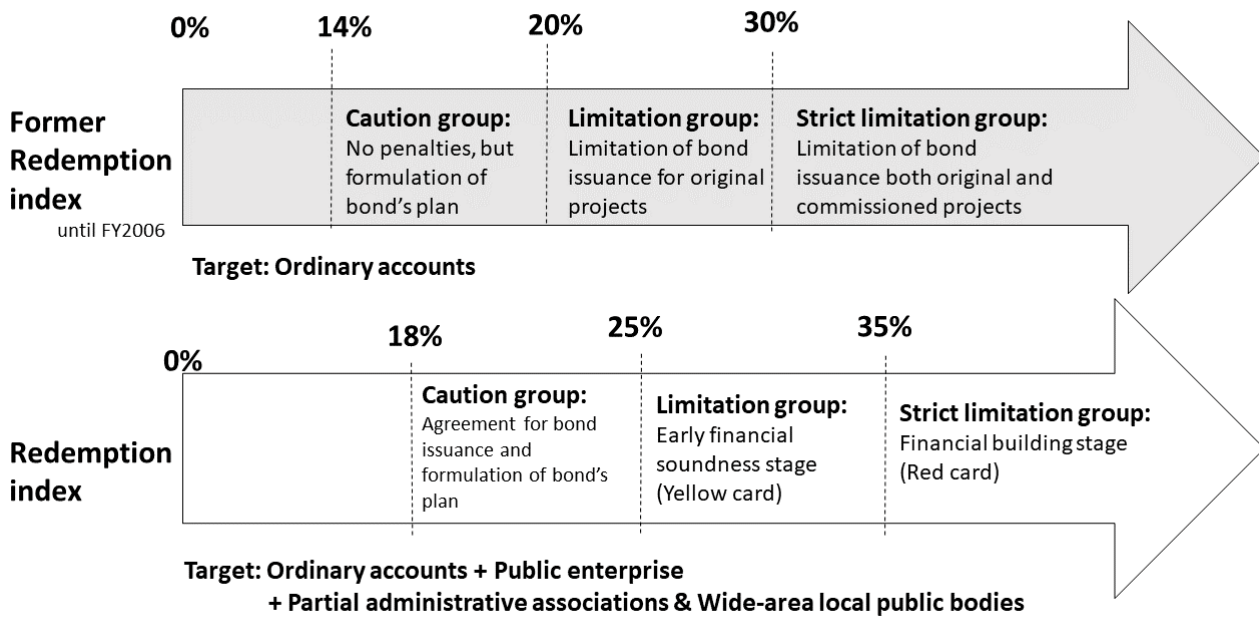 0%
14%
20%
30%
Former
Redemption
index
until FY2006
Caution group:
No penalties, but
formulation of
bond's plan
Limitation group:
Limitation of bond
issuance for original
projects
Strict limitation group:
Limitation of bond
issuance both original and
commissioned projects
Target: Ordinary accounts
0%
18%
25%
35%
Redemption
index
Caution group:
Agreement for bond
issuance and
formulation of bond's
plan
Limitation group:
Early financial
soundness stage
(Yellow card)
Strict limitation group:
Financial building stage
(Red card)
Target: Ordinary accounts + Public enterprise
+ Partial administrative associations & Wide-area local public bodies